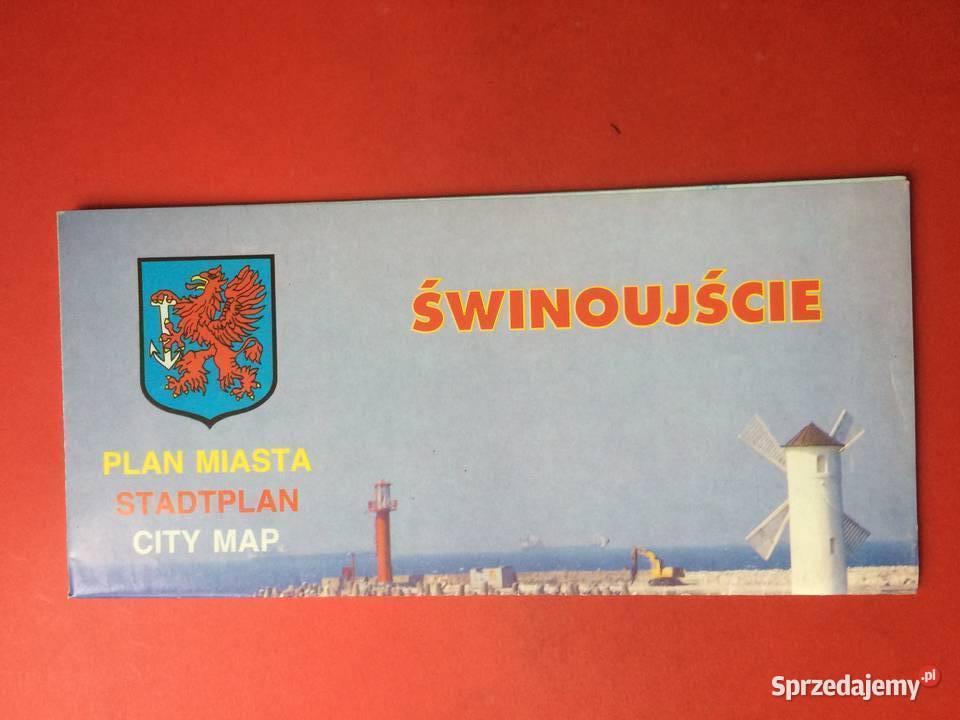 ŚWINOUJŚCIE
PLAN MIASTA
STADTPLAN
CITY MAP
Sprzedajemy.pl